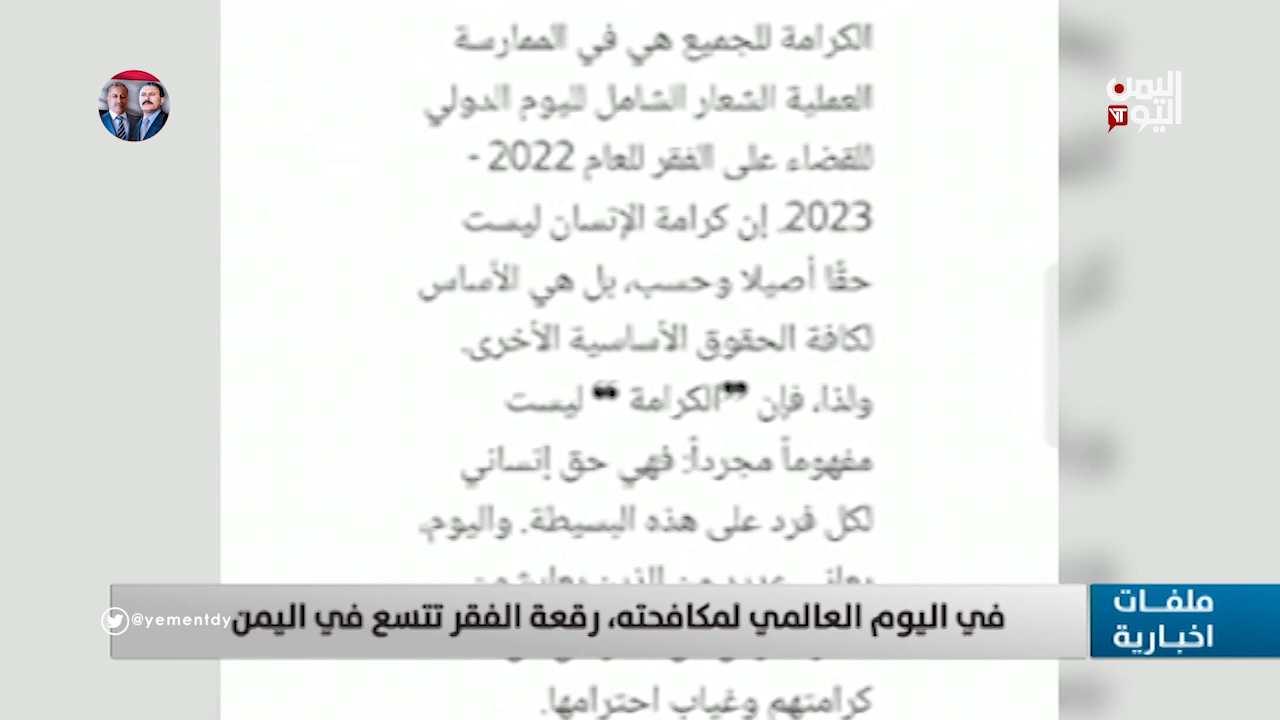 الكرامة للجميع هي في الممارسة
العملية الشعار الشامل لليوم الدولي
للقضاء على الفقر للعام 2022 -
2023. إن كرامة الإنسان ليست
حقًا أصيلا وحسب، بل هي الأساس
لكافة الحقوق الأساسية الأخرى.
ولذا، فإن ❞الكرامة ❝ ليست
مفهوماً مجرداً: فهي حق إنساني
لكل فرد على هذه البسيطة. واليوم،
كرامتهم وغياب احترامها.
اليمن
اليوم
YT
ملفات
اخبارية
في اليوم العالمي لمكافحته، رقعة الفقر تتسع في اليمن
@yementdy